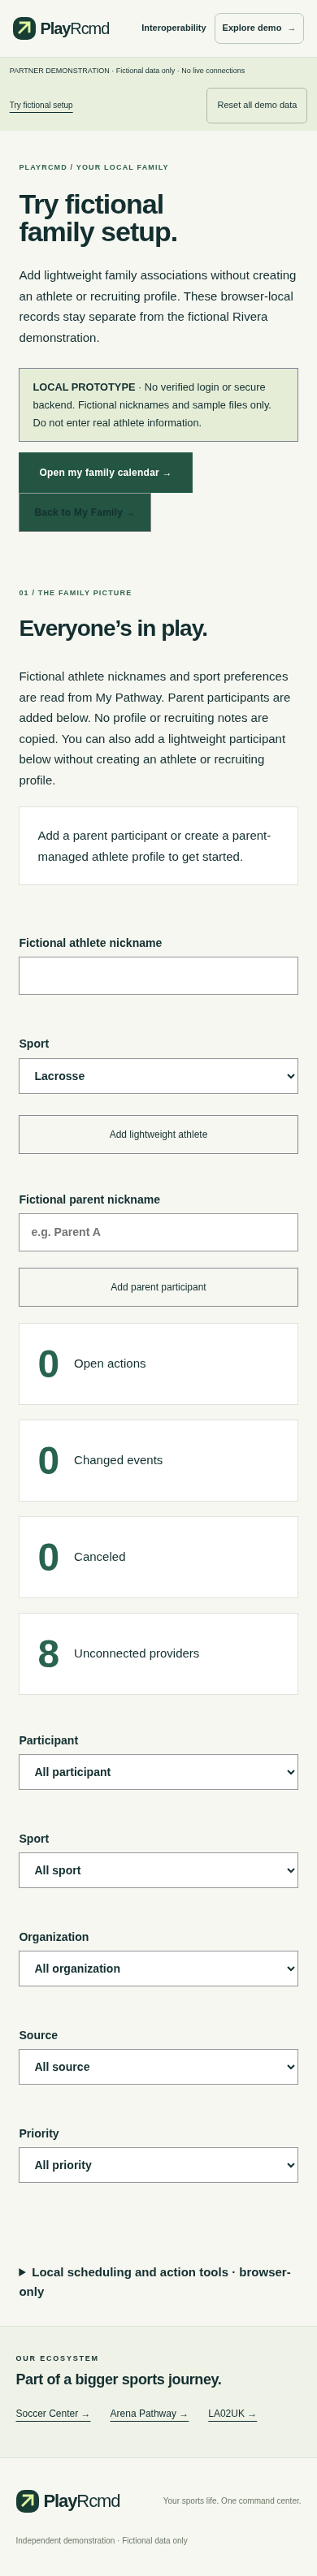 PlayRcmd
Interoperability
Explore demo →
PARTNER DEMONSTRATION · Fictional data only · No live connections
Try fictional setup
Reset all demo data
PLAYRCMD / YOUR LOCAL FAMILY
Try fictional
family setup.
Add lightweight family associations without creating
an athlete or recruiting profile. These browser-local
records stay separate from the fictional Rivera
demonstration.
LOCAL PROTOTYPE · No verified login or secure
backend. Fictional nicknames and sample files only.
Do not enter real athlete information.
Open my family calendar →
Back to My Family →
01 / THE FAMILY PICTURE
Everyone’s in play.
Fictional athlete nicknames and sport preferences
are read from My Pathway. Parent participants are
added below. No profile or recruiting notes are
copied. You can also add a lightweight participant
below without creating an athlete or recruiting
profile.
Add a parent participant or create a parent-
managed athlete profile to get started.
Fictional athlete nickname
Sport
Lacrosse
Add lightweight athlete
Fictional parent nickname
e.g. Parent A
Add parent participant
0 Open actions
0 Changed events
0 Canceled
8 Unconnected providers
Participant
All participant
Sport
All sport
Organization
All organization
Source
All source
Priority
All priority
▶ Local scheduling and action tools · browser-
only
OUR ECOSYSTEM
Part of a bigger sports journey.
Soccer Center →
Arena Pathway →
LA02UK →
PlayRcmd
Your sports life. One command center.
Independent demonstration · Fictional data only